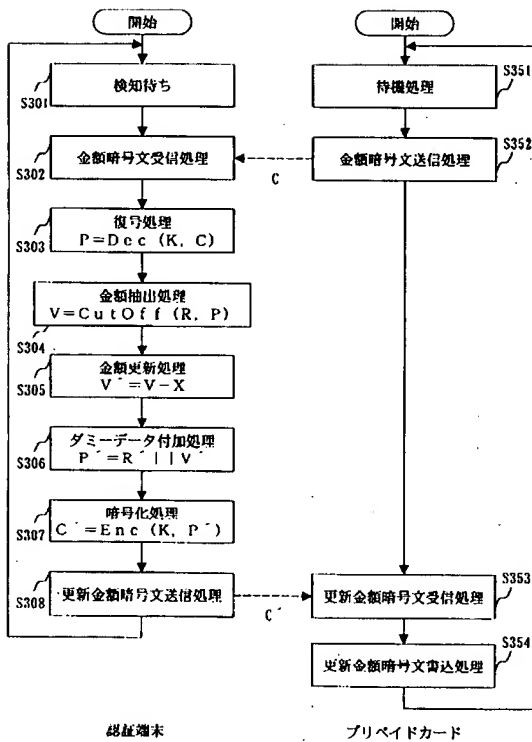 開始
S301
検知待ち
S302
金額暗号文受信処理
S303
復号処理
P=Dec(K, C)
金額抽出処理
V=CutOff(R, P)
S304
金額更新処理
V´=V-X
S305
ダミーデータ付加処理
P´=R´||V´
S306
暗号化処理
C´=Enc(K, P´)
S307
更新金額暗号文送信処理
S308
認証端末
C
C´
開始
S351
待機処理
S352
金額暗号文送信処理
S353
更新金額暗号文受信処理
S354
更新金額暗号文書込処理
プリペイドカード